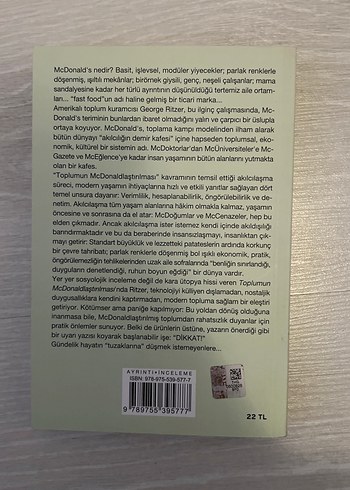 McDonald's nedir? Basit, işlevsel, modüler yiyecekler; parlak renklerle
döşenmiş, ışıltılı mekânlar; birörnek giysili, genç, neşeli çalışanlar; mama
sandalyesine kadar her türlü ayrıntının düşünüldüğü tertemiz aile ortam-
ları... "fast food"un adı haline gelmiş bir ticari marka...
Amerikalı toplum kuramcısı George Ritzer, bu ilginç çalışmasında, Mc-
Donald's teriminin bunlardan ibaret olmadığını yalın ve çarpıcı bir üslupla
ortaya koyuyor. McDonald's, toplama kampı modelinden ilham alarak
bütün dünyayı "akılcılığın demir kafesi" içine hapseden toplumsal, eko-
nomik, kültürel bir sistemin adı. McDoktorlar'dan McÜniversiteler'e Mc-
Gazete ve McEğlence'ye kadar insan yaşamının bütün alanlarını yutmakta
olan bir kafes.
"Toplumun McDonaldlaştırılması" kavramının temsil ettiği akılcılaşma
süreci, modern yaşamın ihtiyaçlarına hızlı ve etkili yanıtlar sağlayan dört
temel unsura dayanır: Verimlilik, hesaplanabilirlik, öngörülebilirlik ve de-
netim. Akılcılaşma tüm yaşam alanlarına hâkim olmakla kalmaz, yaşamın
öncesine ve sonrasına da el atar: McDoğumlar ve McCenazeler, hep bu
elden çıkmadır. Ancak akılcılaşma ister istemez kendi içinde akıldışılığı
barındırmaktadır ve bu da beraberinde insansızlaşmayı, insanlıktan çık-
mayı getirir: Standart büyüklük ve lezzetteki patateslerin ardında korkunç
bir çevre tahribatı; parlak renklerle döşenmiş bol ışıklı ekonomik, pratik,
öngörülemezliğin tehlikelerinden uzak aile sofralarında "benliğin sınırlandığı,
duyguların denetlendiği, ruhun boyun eğdiği" bir dünya vardır.
Yer yer sosyolojik inceleme değil de kara ütopya hissi veren Toplumun
McDonaldlaştırılması'nda Ritzer, teknolojiyi külliyen dışlamadan, nostaljik
duygusallıklara kendini kaptırmadan, modern topluma sağlam bir eleştiri
getiriyor. Kötümser ama paniğe kapılmıyor: Bu yoldan dönüş olduğuna
inanmasa bile, McDonaldlaştırılmış toplumdan rahatsızlık duyanlar için
pratik önlemler sunuyor. Belki de ürünlerin üstüne, yazarın önerdiği gibi
bir uyarı yazısı koyarak başlanabilir işe: "DİKKAT!"
Gündelik hayatın "tuzaklarına" düşmek istemeyenlere...
AYRINTI•İNCELEME
ISBN: 978-975-539-577-7
9 789755 395777
22 TL